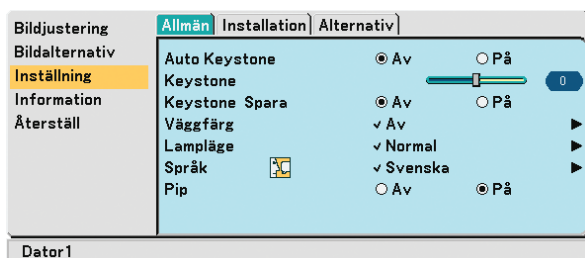 Bildjustering
Bildalternativ
Inställning
Information
Återställ
Allmän Installation Alternativ
Auto Keystone Av På
Keystone 0
Keystone Spara Av På
Väggfärg Av
Lampläge Normal
Språk Svenska
Pip Av På
Dator1